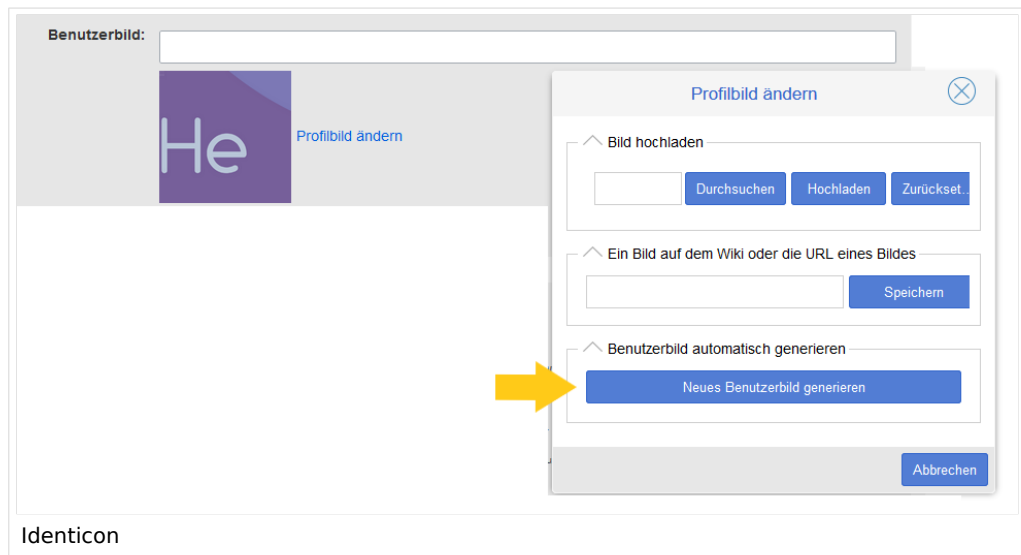 Benutzerbild:
He
Profilbild ändern
Profilbild ändern
Bild hochladen
Durchsuchen Hochladen Zurückset..
Ein Bild auf dem Wiki oder die URL eines Bildes
Speichern
Benutzerbild automatisch generieren
Neues Benutzerbild generieren
Abbrechen
Identicon